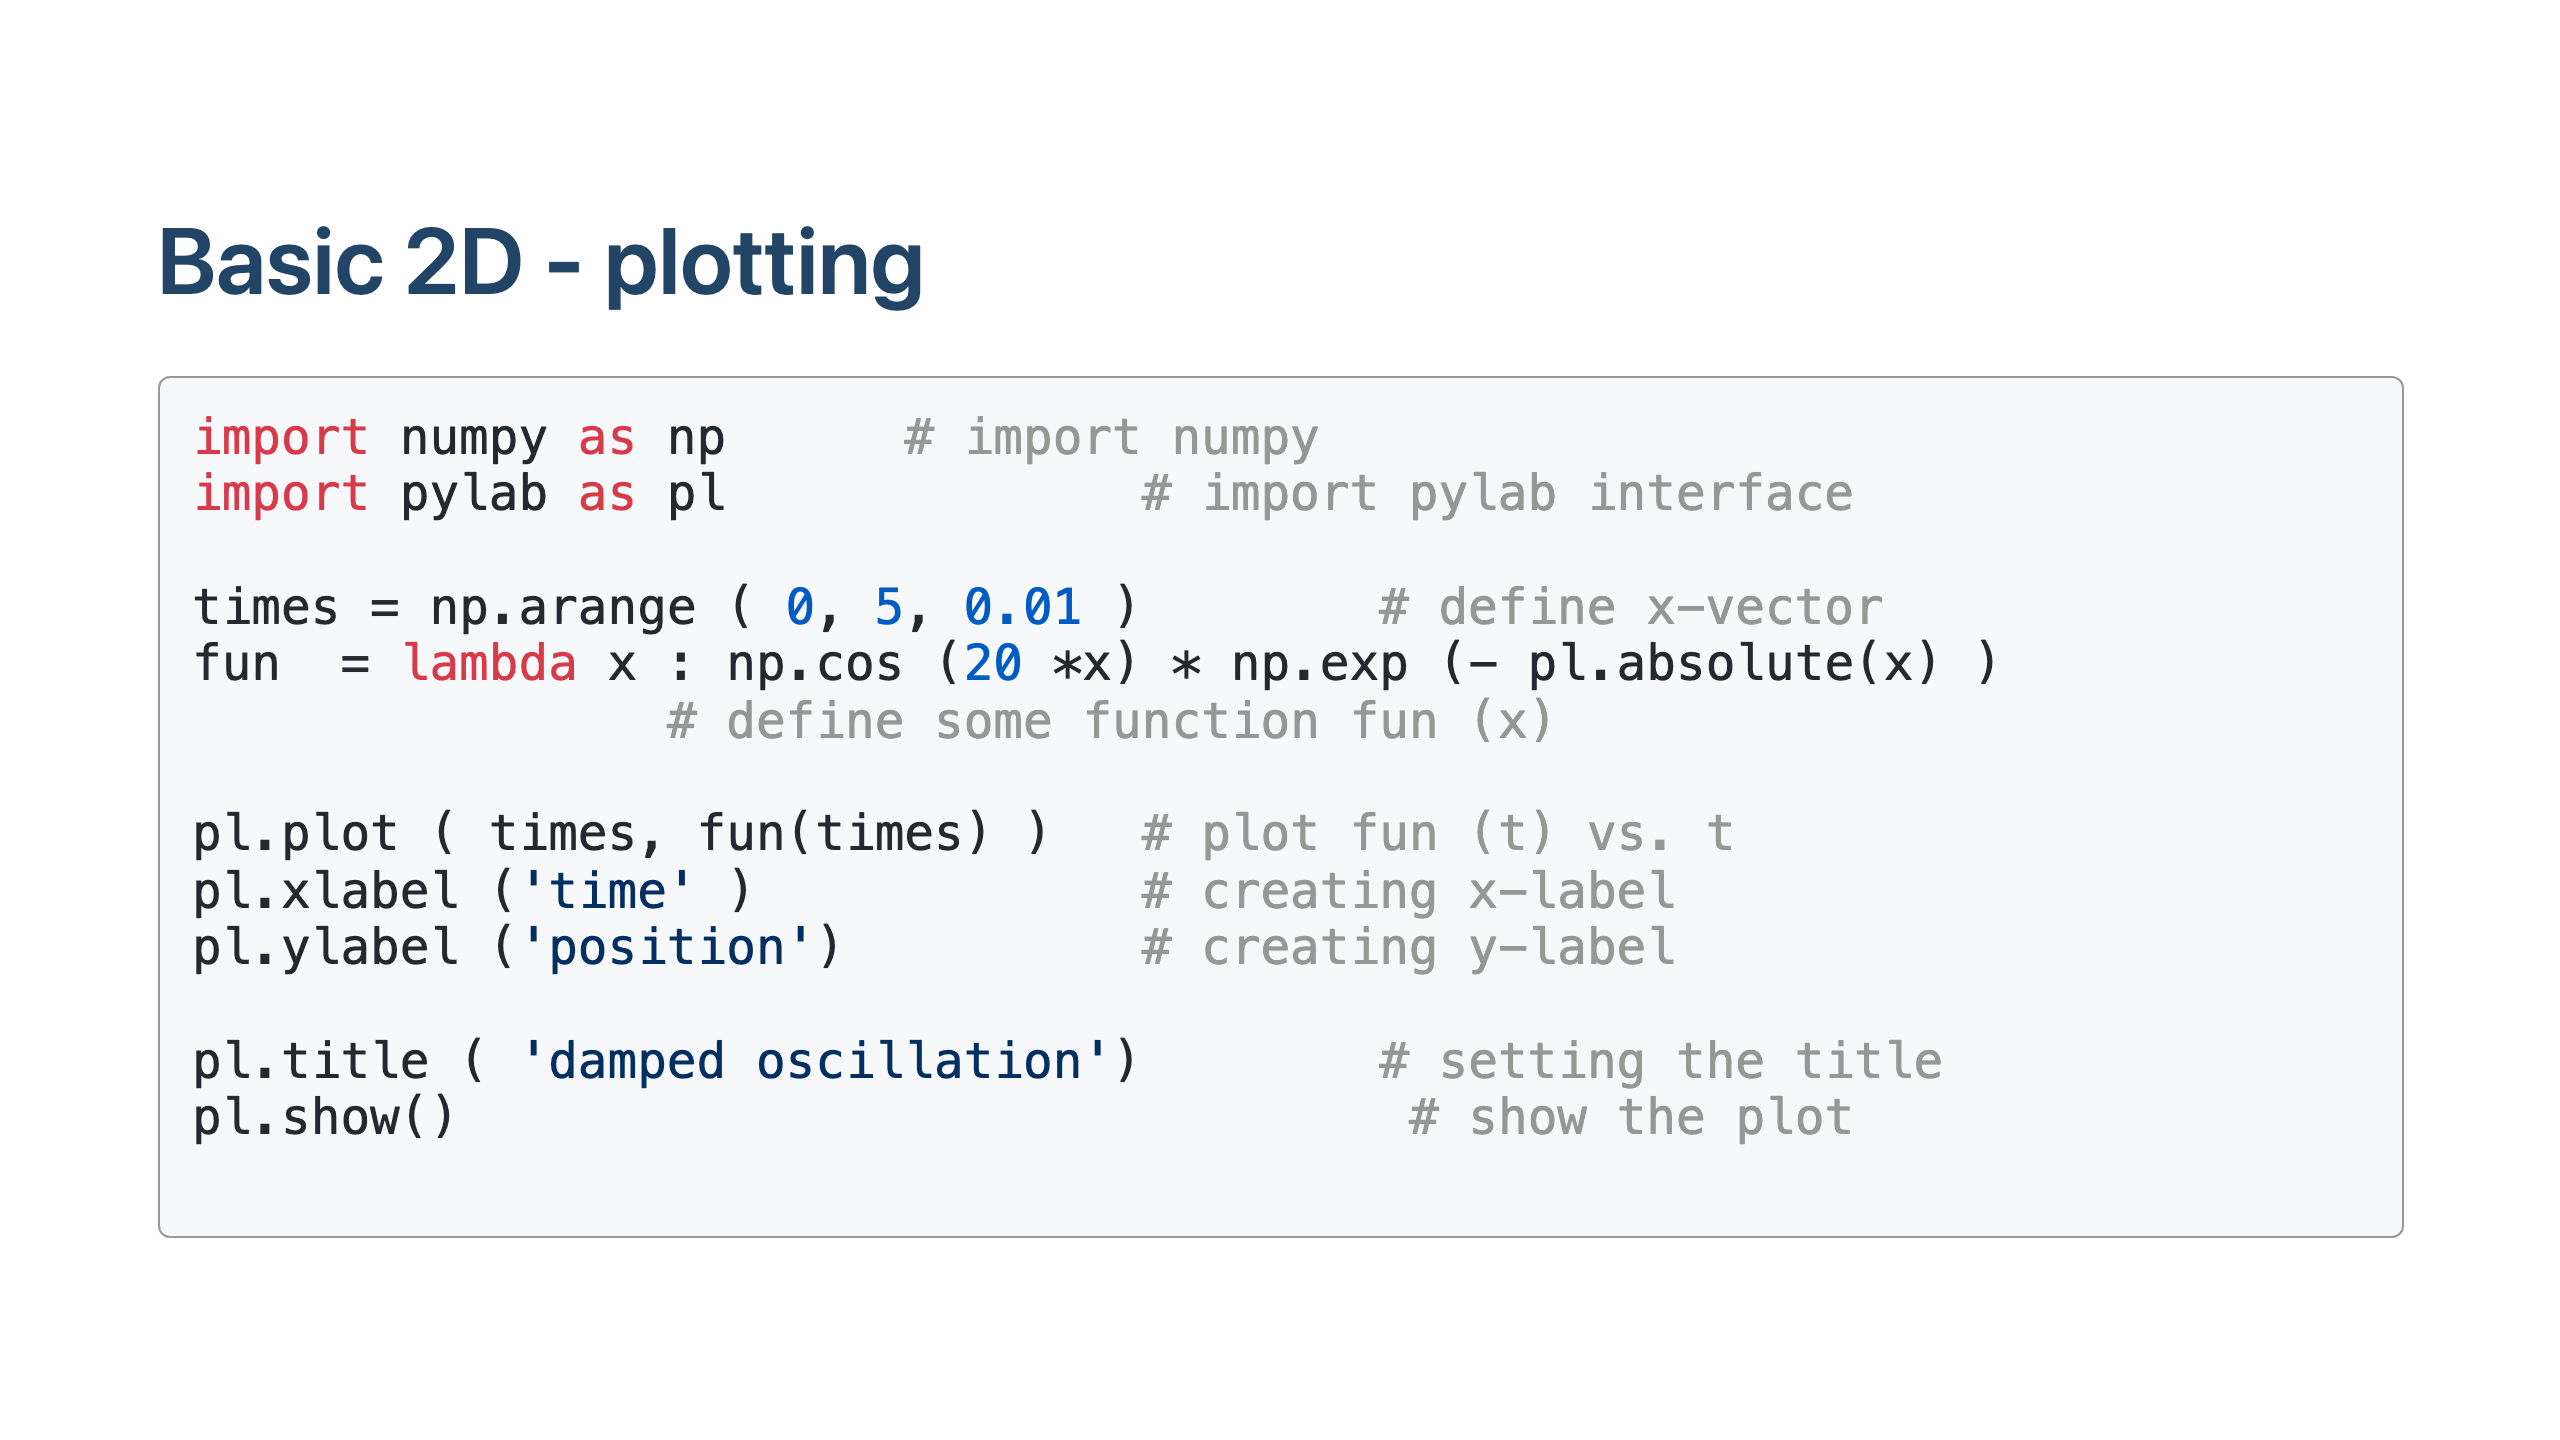 Basic 2D - plotting
import numpy as np      # import numpy
import pylab as pl              # import pylab interface
times = np.arange ( 0, 5, 0.01 )        # define x-vector
fun  = lambda x : np.cos (20 *x) * np.exp (- pl.absolute(x) )
                # define some function fun (x)
pl.plot ( times, fun(times) )   # plot fun (t) vs. t
pl.xlabel ('time' )             # creating x-label
pl.ylabel ('position')          # creating y-label
pl.title ( 'damped oscillation')        # setting the title
pl.show()                                # show the plot